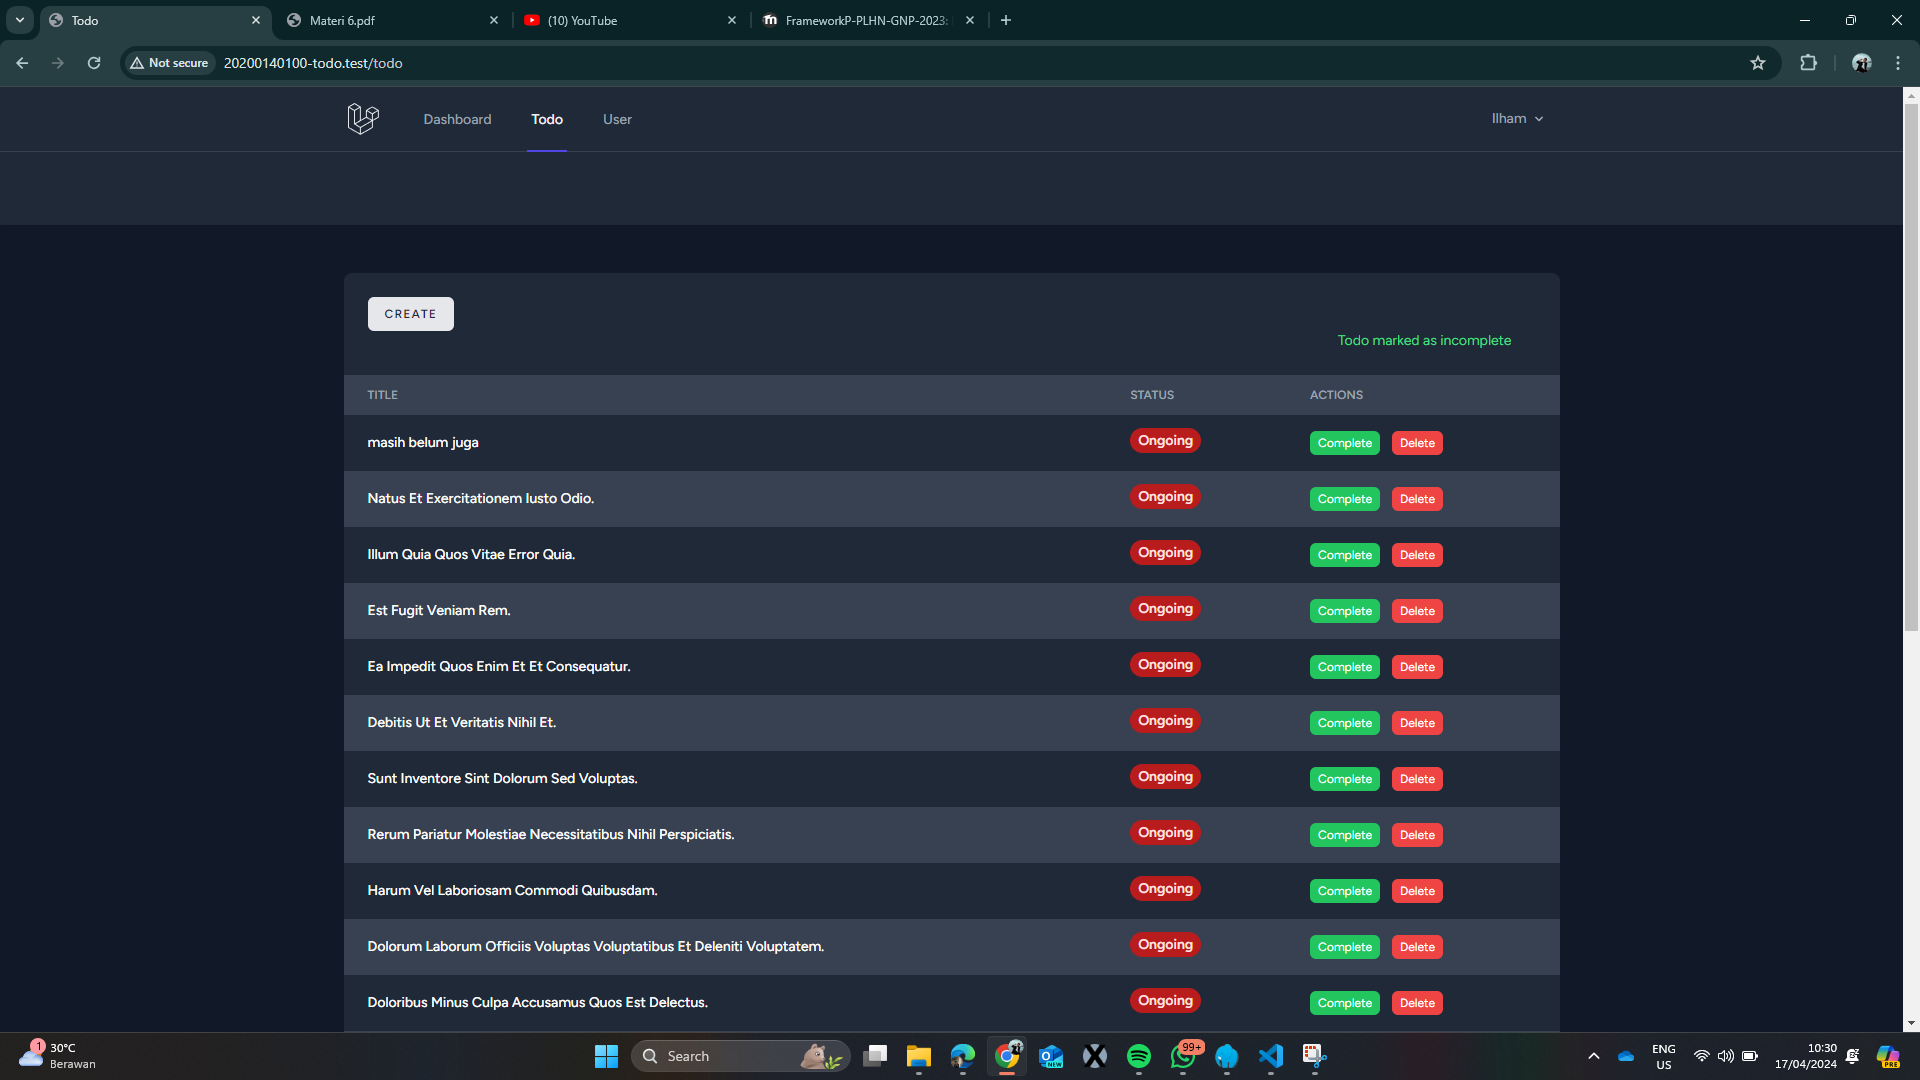 Todo
Materi 6.pdf
(10) YouTube
FrameworkP-PLHN-GNP-2023:
Not secure
20200140100-todo.test/todo
Dashboard
Todo
User
Ilham
CREATE
Todo marked as incomplete
TITLE STATUS ACTIONS
masih belum juga Ongoing Complete Delete
Natus Et Exercitationem Iusto Odio. Ongoing Complete Delete
Illum Quia Quos Vitae Error Quia. Ongoing Complete Delete
Est Fugit Veniam Rem. Ongoing Complete Delete
Ea Impedit Quos Enim Et Et Consequatur. Ongoing Complete Delete
Debitis Ut Et Veritatis Nihil Et. Ongoing Complete Delete
Sunt Inventore Sint Dolorum Sed Voluptas. Ongoing Complete Delete
Rerum Pariatur Molestiae Necessitatibus Nihil Perspiciatis. Ongoing Complete Delete
Harum Vel Laboriosam Commodi Quibusdam. Ongoing Complete Delete
Dolorum Laborum Officiis Voluptas Voluptatibus Et Deleniti Voluptatem. Ongoing Complete Delete
Doloribus Minus Culpa Accusamus Quos Est Delectus. Ongoing Complete Delete
1
30°C
Berawan
Search
NEW
99+
ENG
US
10:30
17/04/2024
PRE